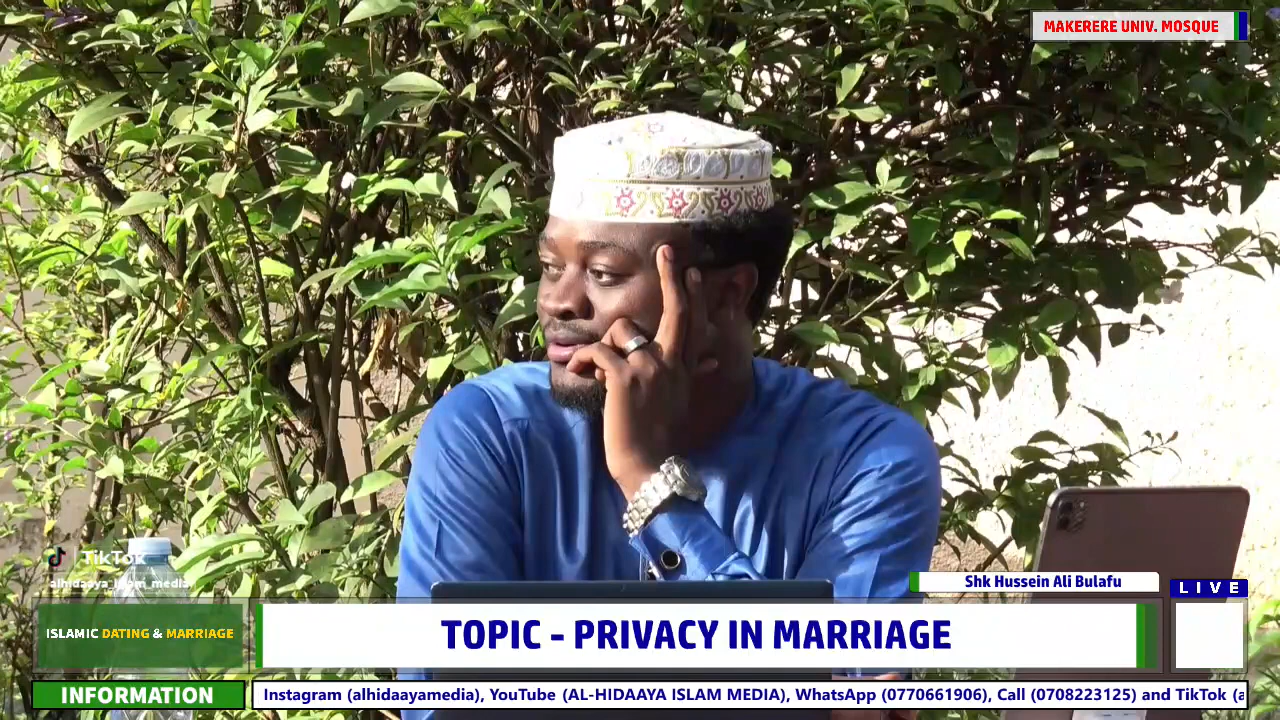 MAKERERE UNIV. MOSQUE
TikTok
alhidaaya_islam_media
Shk Hussein Ali Bulafu
LIVE
ISLAMIC DATING & MARRIAGE
TOPIC - PRIVACY IN MARRIAGE
INFORMATION
Instagram (alhidaayamedia), YouTube (AL-HIDAAYA ISLAM MEDIA), WhatsApp (0770661906), Call (0708223125) and TikTok (a